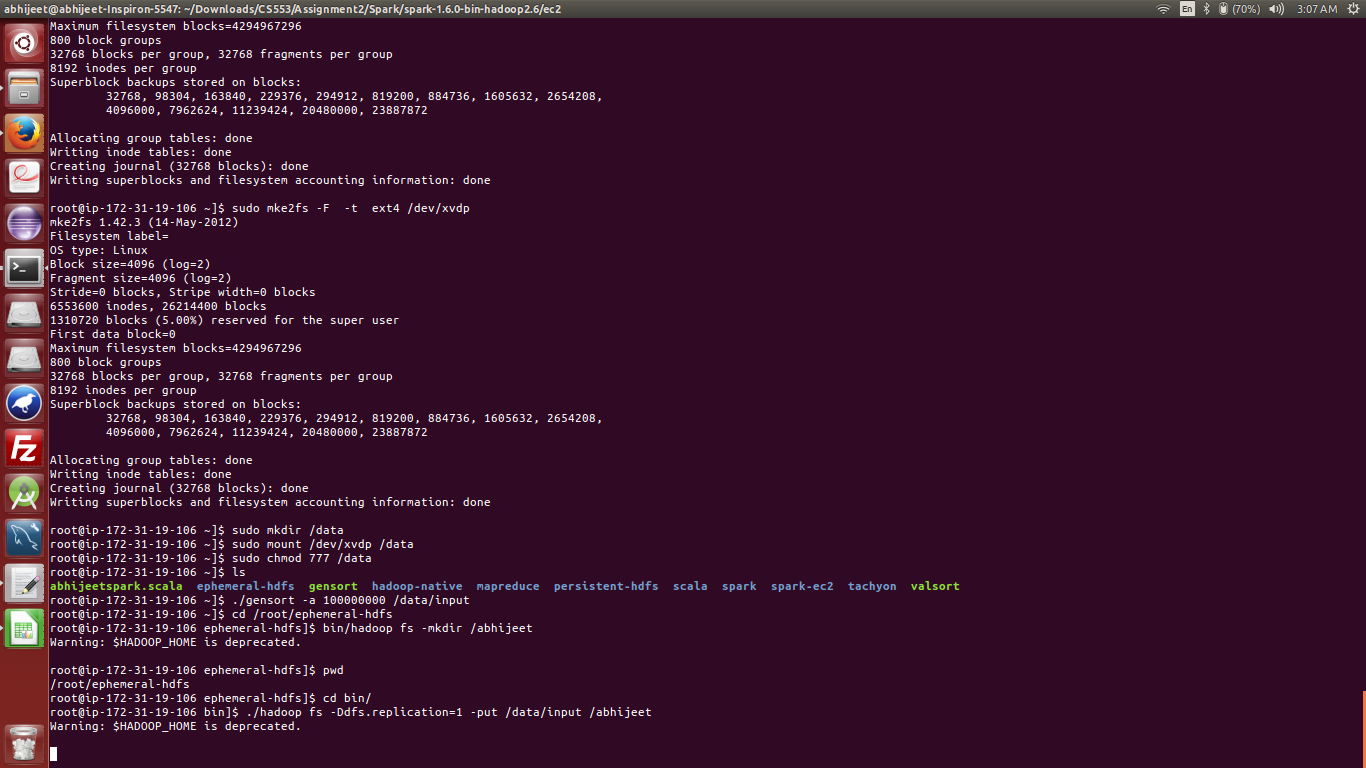 abhijeet@abhijeet-Inspiron-5547: ~/Downloads/CS553/Assignment2/Spark/spark-1.6.0-bin-hadoop2.6/ec2 En (70%) 3:07 AM
Maximum filesystem blocks=4294967296
800 block groups
32768 blocks per group, 32768 fragments per group
8192 inodes per group
Superblock backups stored on blocks:
32768, 98304, 163840, 229376, 294912, 819200, 884736, 1605632, 2654208,
4096000, 7962624, 11239424, 20480000, 23887872
Allocating group tables: done
Writing inode tables: done
Creating journal (32768 blocks): done
Writing superblocks and filesystem accounting information: done
root@ip-172-31-19-106 ~]$ sudo mke2fs -F  -t  ext4 /dev/xvdp
mke2fs 1.42.3 (14-May-2012)
Filesystem label=
OS type: Linux
Block size=4096 (log=2)
Fragment size=4096 (log=2)
Stride=0 blocks, Stripe width=0 blocks
6553600 inodes, 26214400 blocks
1310720 blocks (5.00%) reserved for the super user
First data block=0
Maximum filesystem blocks=4294967296
800 block groups
32768 blocks per group, 32768 fragments per group
8192 inodes per group
Superblock backups stored on blocks:
32768, 98304, 163840, 229376, 294912, 819200, 884736, 1605632, 2654208,
4096000, 7962624, 11239424, 20480000, 23887872
Allocating group tables: done
Writing inode tables: done
Creating journal (32768 blocks): done
Writing superblocks and filesystem accounting information: done
root@ip-172-31-19-106 ~]$ sudo mkdir /data
root@ip-172-31-19-106 ~]$ sudo mount /dev/xvdp /data
root@ip-172-31-19-106 ~]$ sudo chmod 777 /data
root@ip-172-31-19-106 ~]$ ls
abhijeetspark.scala  ephemeral-hdfs  gensort  hadoop-native  mapreduce  persistent-hdfs  scala  spark  spark-ec2  tachyon  valsort
root@ip-172-31-19-106 ~]$ ./gensort -a 100000000 /data/input
root@ip-172-31-19-106 ~]$ cd /root/ephemeral-hdfs
root@ip-172-31-19-106 ephemeral-hdfs]$ bin/hadoop fs -mkdir /abhijeet
Warning: $HADOOP_HOME is deprecated.
root@ip-172-31-19-106 ephemeral-hdfs]$ pwd
/root/ephemeral-hdfs
root@ip-172-31-19-106 ephemeral-hdfs]$ cd bin/
root@ip-172-31-19-106 bin]$ ./hadoop fs -Ddfs.replication=1 -put /data/input /abhijeet
Warning: $HADOOP_HOME is deprecated.